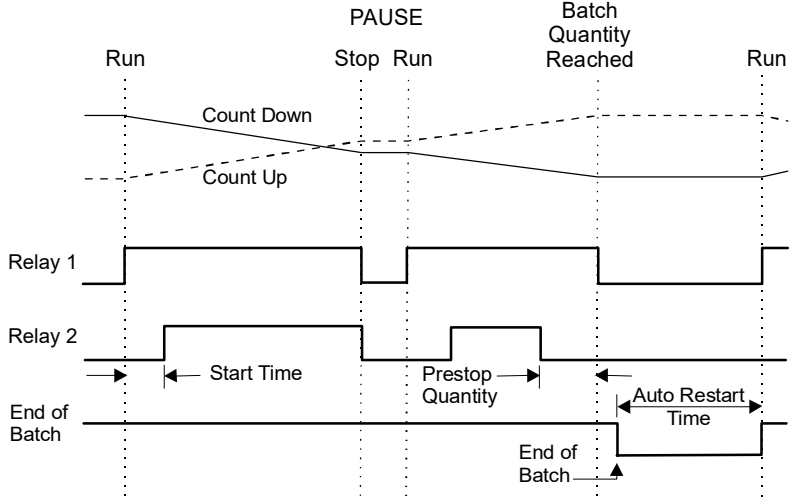 PAUSE
Batch
Quantity
Reached
Run
Stop
Run
Run
Count Down
Count Up
Relay 1
Relay 2
Start Time
Prestop
Quantity
Auto Restart
Time
End of
Batch
End of
Batch